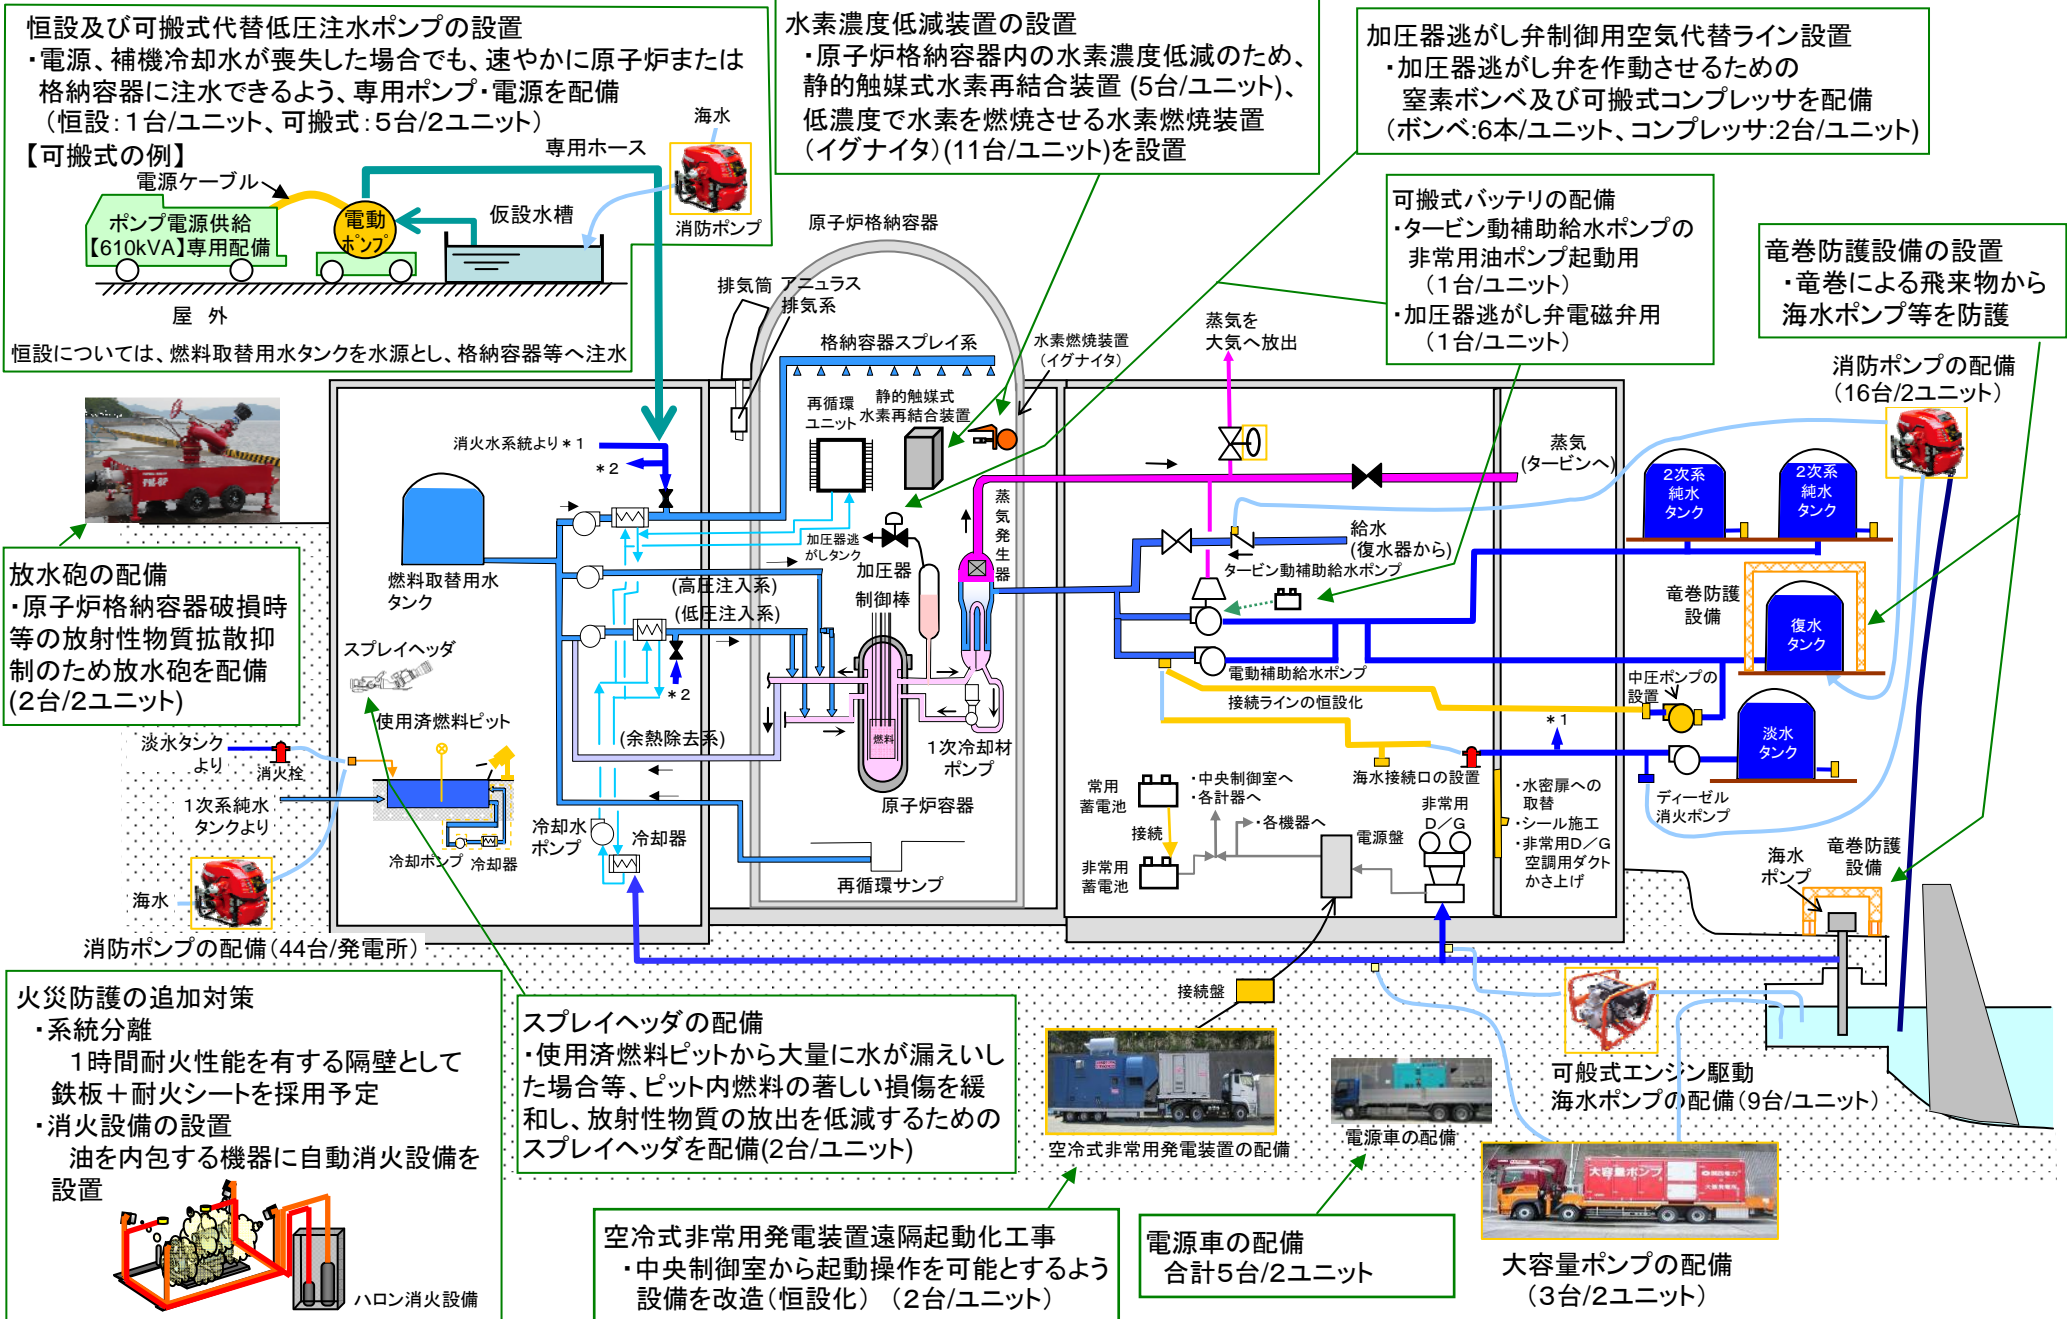 恒設及び可搬式代替低圧注水ポンプの設置
・電源、補機冷却水が喪失した場合でも、速やかに原子炉または
格納容器に注水できるよう、専用ポンプ・電源を配備
(恒設:1台/ユニット、可搬式:5台/2ユニット)
【可搬式の例】
電源ケーブル
専用ホース
海水
ポンプ電源供給
【610kVA】専用配備
電動
ポンプ
仮設水槽
消防ポンプ
屋 外
恒設については、燃料取替用水タンクを水源とし、格納容器等へ注水
水素濃度低減装置の設置
・原子炉格納容器内の水素濃度低減のため、
静的触媒式水素再結合装置 (5台/ユニット)、
低濃度で水素を燃焼させる水素燃焼装置
(イグナイタ)(11台/ユニット)を設置
加圧器逃がし弁制御用空気代替ライン設置
・加圧器逃がし弁を作動させるための
窒素ボンベ及び可搬式コンプレッサを配備
(ボンベ:6本/ユニット、コンプレッサ:2台/ユニット)
可搬式バッテリの配備
・タービン動補助給水ポンプの
非常用油ポンプ起動用
(1台/ユニット)
・加圧器逃がし弁電磁弁用
(1台/ユニット)
竜巻防護設備の設置
・竜巻による飛来物から
海水ポンプ等を防護
消防ポンプの配備
(16台/2ユニット)
原子炉格納容器
排気筒
アニュラス
排気系
格納容器スプレイ系
水素燃焼装置
(イグナイタ)
蒸気を
大気へ放出
再循環
ユニット
静的触媒式
水素再結合装置
消火水系統より*1
*2
燃料取替用水
タンク
加圧器逃
がしタンク
加圧器
制御棒
蒸気発生器
(高圧注入系)
(低圧注入系)
*2
(余熱除去系)
燃料
1次冷却材
ポンプ
原子炉容器
再循環サンプ
冷却水
ポンプ
冷却器
蒸気
(タービンへ)
給水
(復水器から)
タービン動補助給水ポンプ
電動補助給水ポンプ
接続ラインの恒設化
海水接続口の設置
2次系
純水
タンク
2次系
純水
タンク
竜巻防護
設備
復水
タンク
中圧ポンプの
設置
*1
淡水
タンク
ディーゼル
消火ポンプ
常用
蓄電池
接続
非常用
蓄電池
・中央制御室へ
・各計器へ
・各機器へ
電源盤
非常用
D/G
・水密扉への
取替
・シール施工
・非常用D/G
空調用ダクト
かさ上げ
海水
ポンプ
竜巻防護
設備
放水砲の配備
・原子炉格納容器破損時
等の放射性物質拡散抑
制のため放水砲を配備
(2台/2ユニット)
スプレイヘッダ
使用済燃料ピット
淡水タンク
より
消火栓
1次系純水
タンクより
冷却ポンプ
冷却器
海水
消防ポンプの配備(44台/発電所)
火災防護の追加対策
・系統分離
1時間耐火性能を有する隔壁として
鉄板+耐火シートを採用予定
・消火設備の設置
油を内包する機器に自動消火設備を
設置
ハロン消火設備
スプレイヘッダの配備
・使用済燃料ピットから大量に水が漏えいし
た場合等、ピット内燃料の著しい損傷を緩
和し、放射性物質の放出を低減するための
スプレイヘッダを配備(2台/ユニット)
接続盤
空冷式非常用発電装置の配備
電源車の配備
可般式エンジン駆動
海水ポンプの配備(9台/ユニット)
大容量ポンプ
空冷式非常用発電装置遠隔起動化工事
・中央制御室から起動操作を可能とするよう
設備を改造(恒設化) (2台/ユニット)
電源車の配備
合計5台/2ユニット
大容量ポンプの配備
(3台/2ユニット)